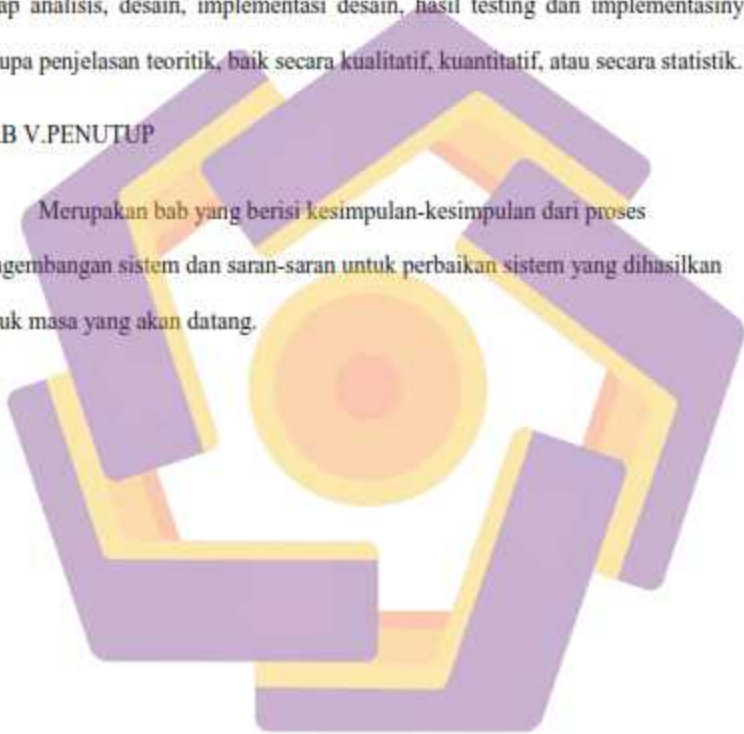 ap analisis, desain, implementasi desain, hasil testing dan implementasiny
upa penjelasan teoritik, baik secara kualitatif, kuantitatif, atau secara statistik.
B V.PENUTUP
Merupakan bab yang berisi kesimpulan-kesimpulan dari proses
ngembangan sistem dan saran-saran untuk perbaikan sistem yang dihasilkan
uk masa yang akan datang.